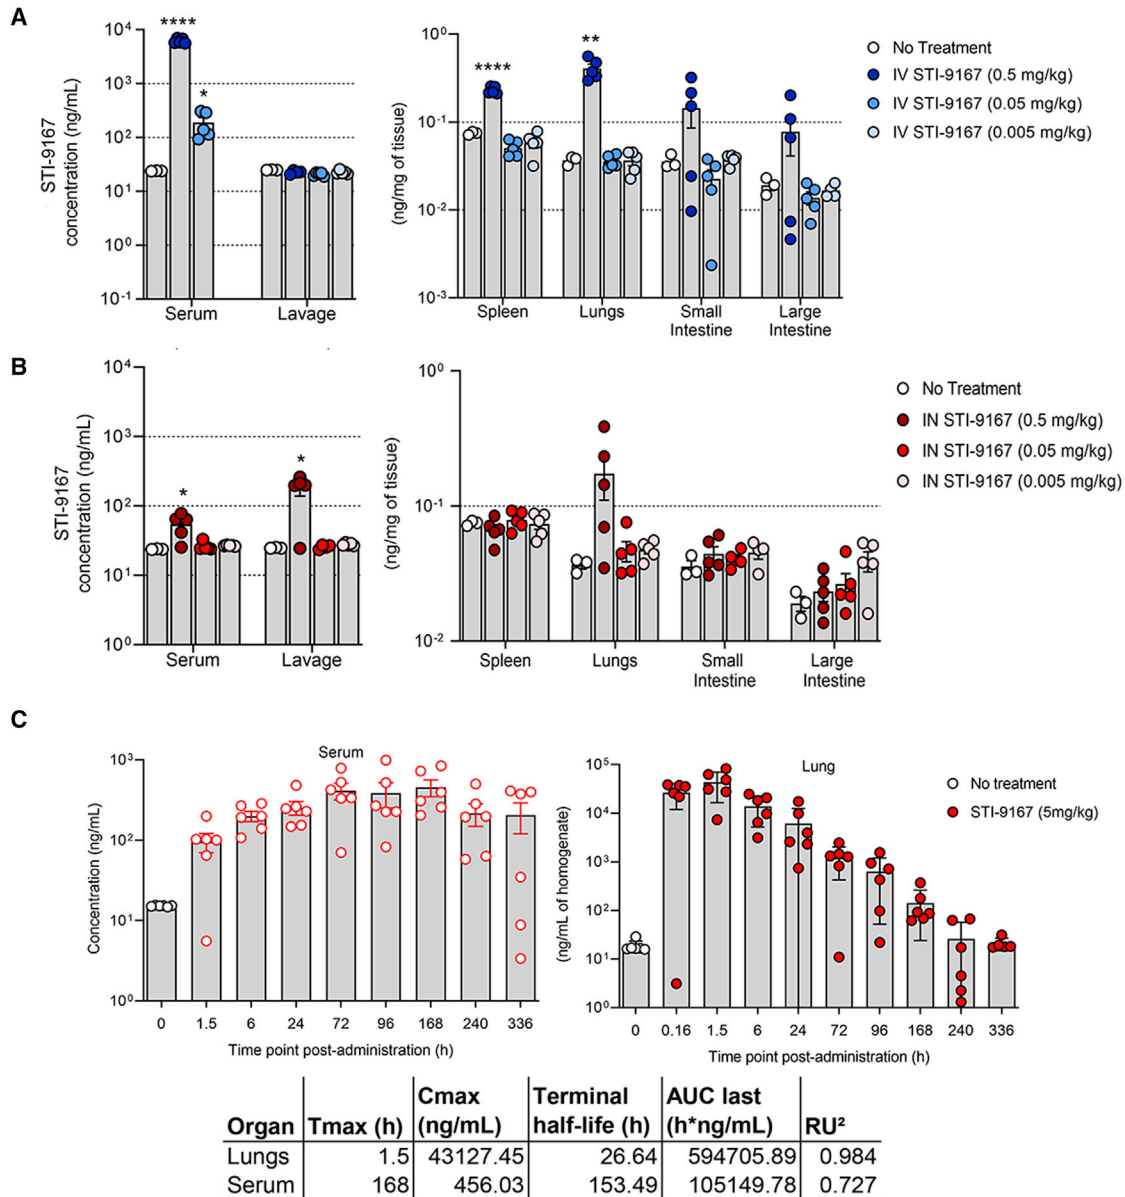 A
STI-9167
concentration (ng/mL)
10⁴
10³
10²
10¹
10⁰
10⁻¹
****
*
Serum
Lavage
(ng/mg of tissue)
10⁰
10⁻¹
10⁻²
10⁻³
****
**
Spleen
Lungs
Small
Intestine
Large
Intestine
No Treatment
IV STI-9167 (0.5 mg/kg)
IV STI-9167 (0.05 mg/kg)
IV STI-9167 (0.005 mg/kg)
B
STI-9167
concentration (ng/mL)
10⁴
10³
10²
10¹
10⁰
*
*
Serum
Lavage
(ng/mg of tissue)
10⁰
10⁻¹
10⁻²
Spleen
Lungs
Small
Intestine
Large
Intestine
No Treatment
IN STI-9167 (0.5 mg/kg)
IN STI-9167 (0.05 mg/kg)
IN STI-9167 (0.005 mg/kg)
C
Serum
Concentration (ng/mL)
10³
10²
10¹
10⁰
0 1.5 6 24 72 96 168 240 336
Time point post-administration (h)
Lung
(ng/mL of homogenate)
10⁵
10⁴
10³
10²
10¹
10⁰
0 0.16 1.5 6 24 72 96 168 240 336
Time point post-administration (h)
No treatment
STI-9167 (5mg/kg)
Cmax Terminal AUC last
Organ Tmax (h) (ng/mL) half-life (h) (h*ng/mL) RU²
Lungs 1.5 43127.45 26.64 594705.89 0.984
Serum 168 456.03 153.49 105149.78 0.727